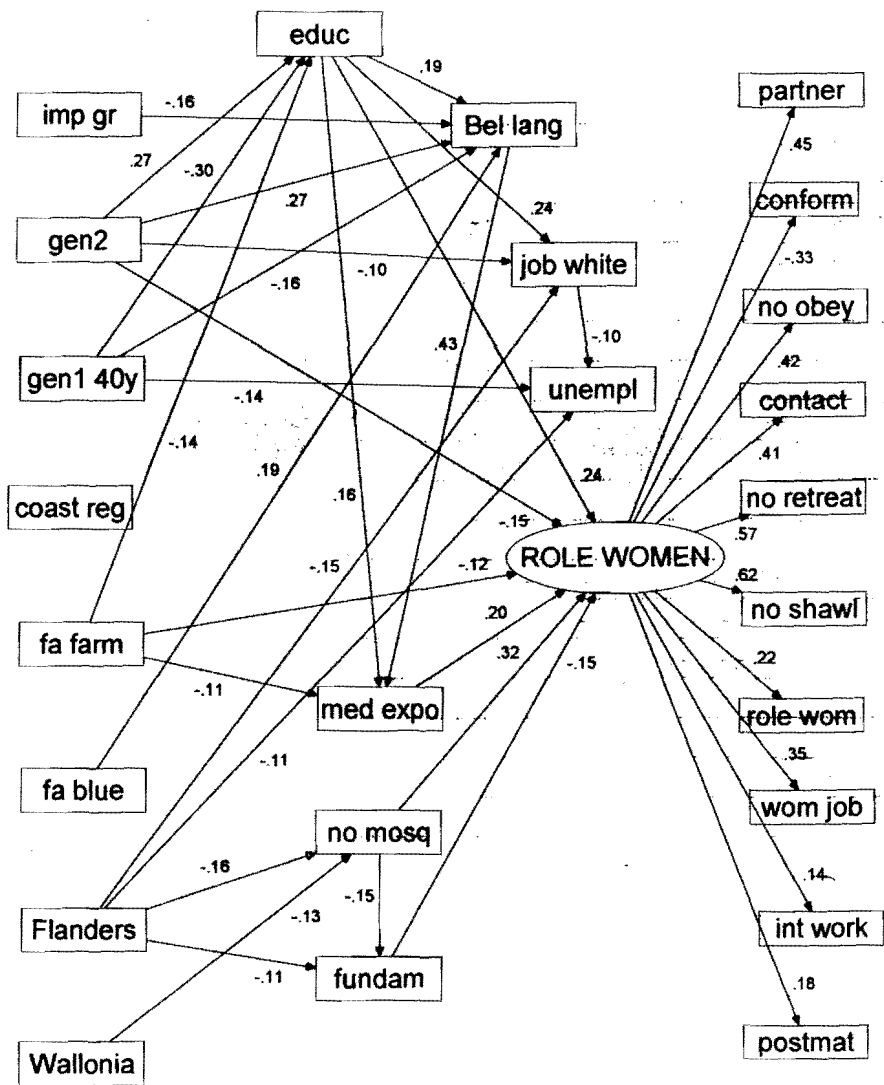 educ
.19
partner
imp gr
-.16
Bel lang
.45
.27
-.30
conform
.27
.24
gen2
job white
-.33
-.10
-.16
no obey
.43
-.10
gen1 40y
unempl
.42
-.14
contact
-.14
.41
.19
.16
.24
no retreat
coast reg
-.15
.57
ROLE WOMEN
-.15
-.12
.62
no shawl
fa farm
.20
.32
-.15
.22
-.11
med expo
role wom
-.11
.35
fa blue
wom job
no mosq
-.16
-.15
.14
-.13
Flanders
int work
-.11
fundam
.18
Wallonia
postmat